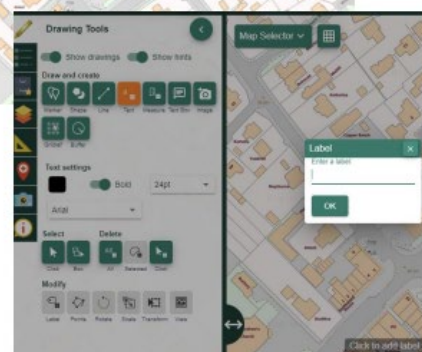 Drawing Tools
Show drawings Show hints
Draw and create
Marker Shape Line Text Measure Text Box Image
Buffer
Text settings
Bold 24pt
Arial
Select Delete
Click Box All Selected Click
Modify
Label Points Rotate Scale Transform View
Map Selector
Label
Enter a label
OK
Click to add label